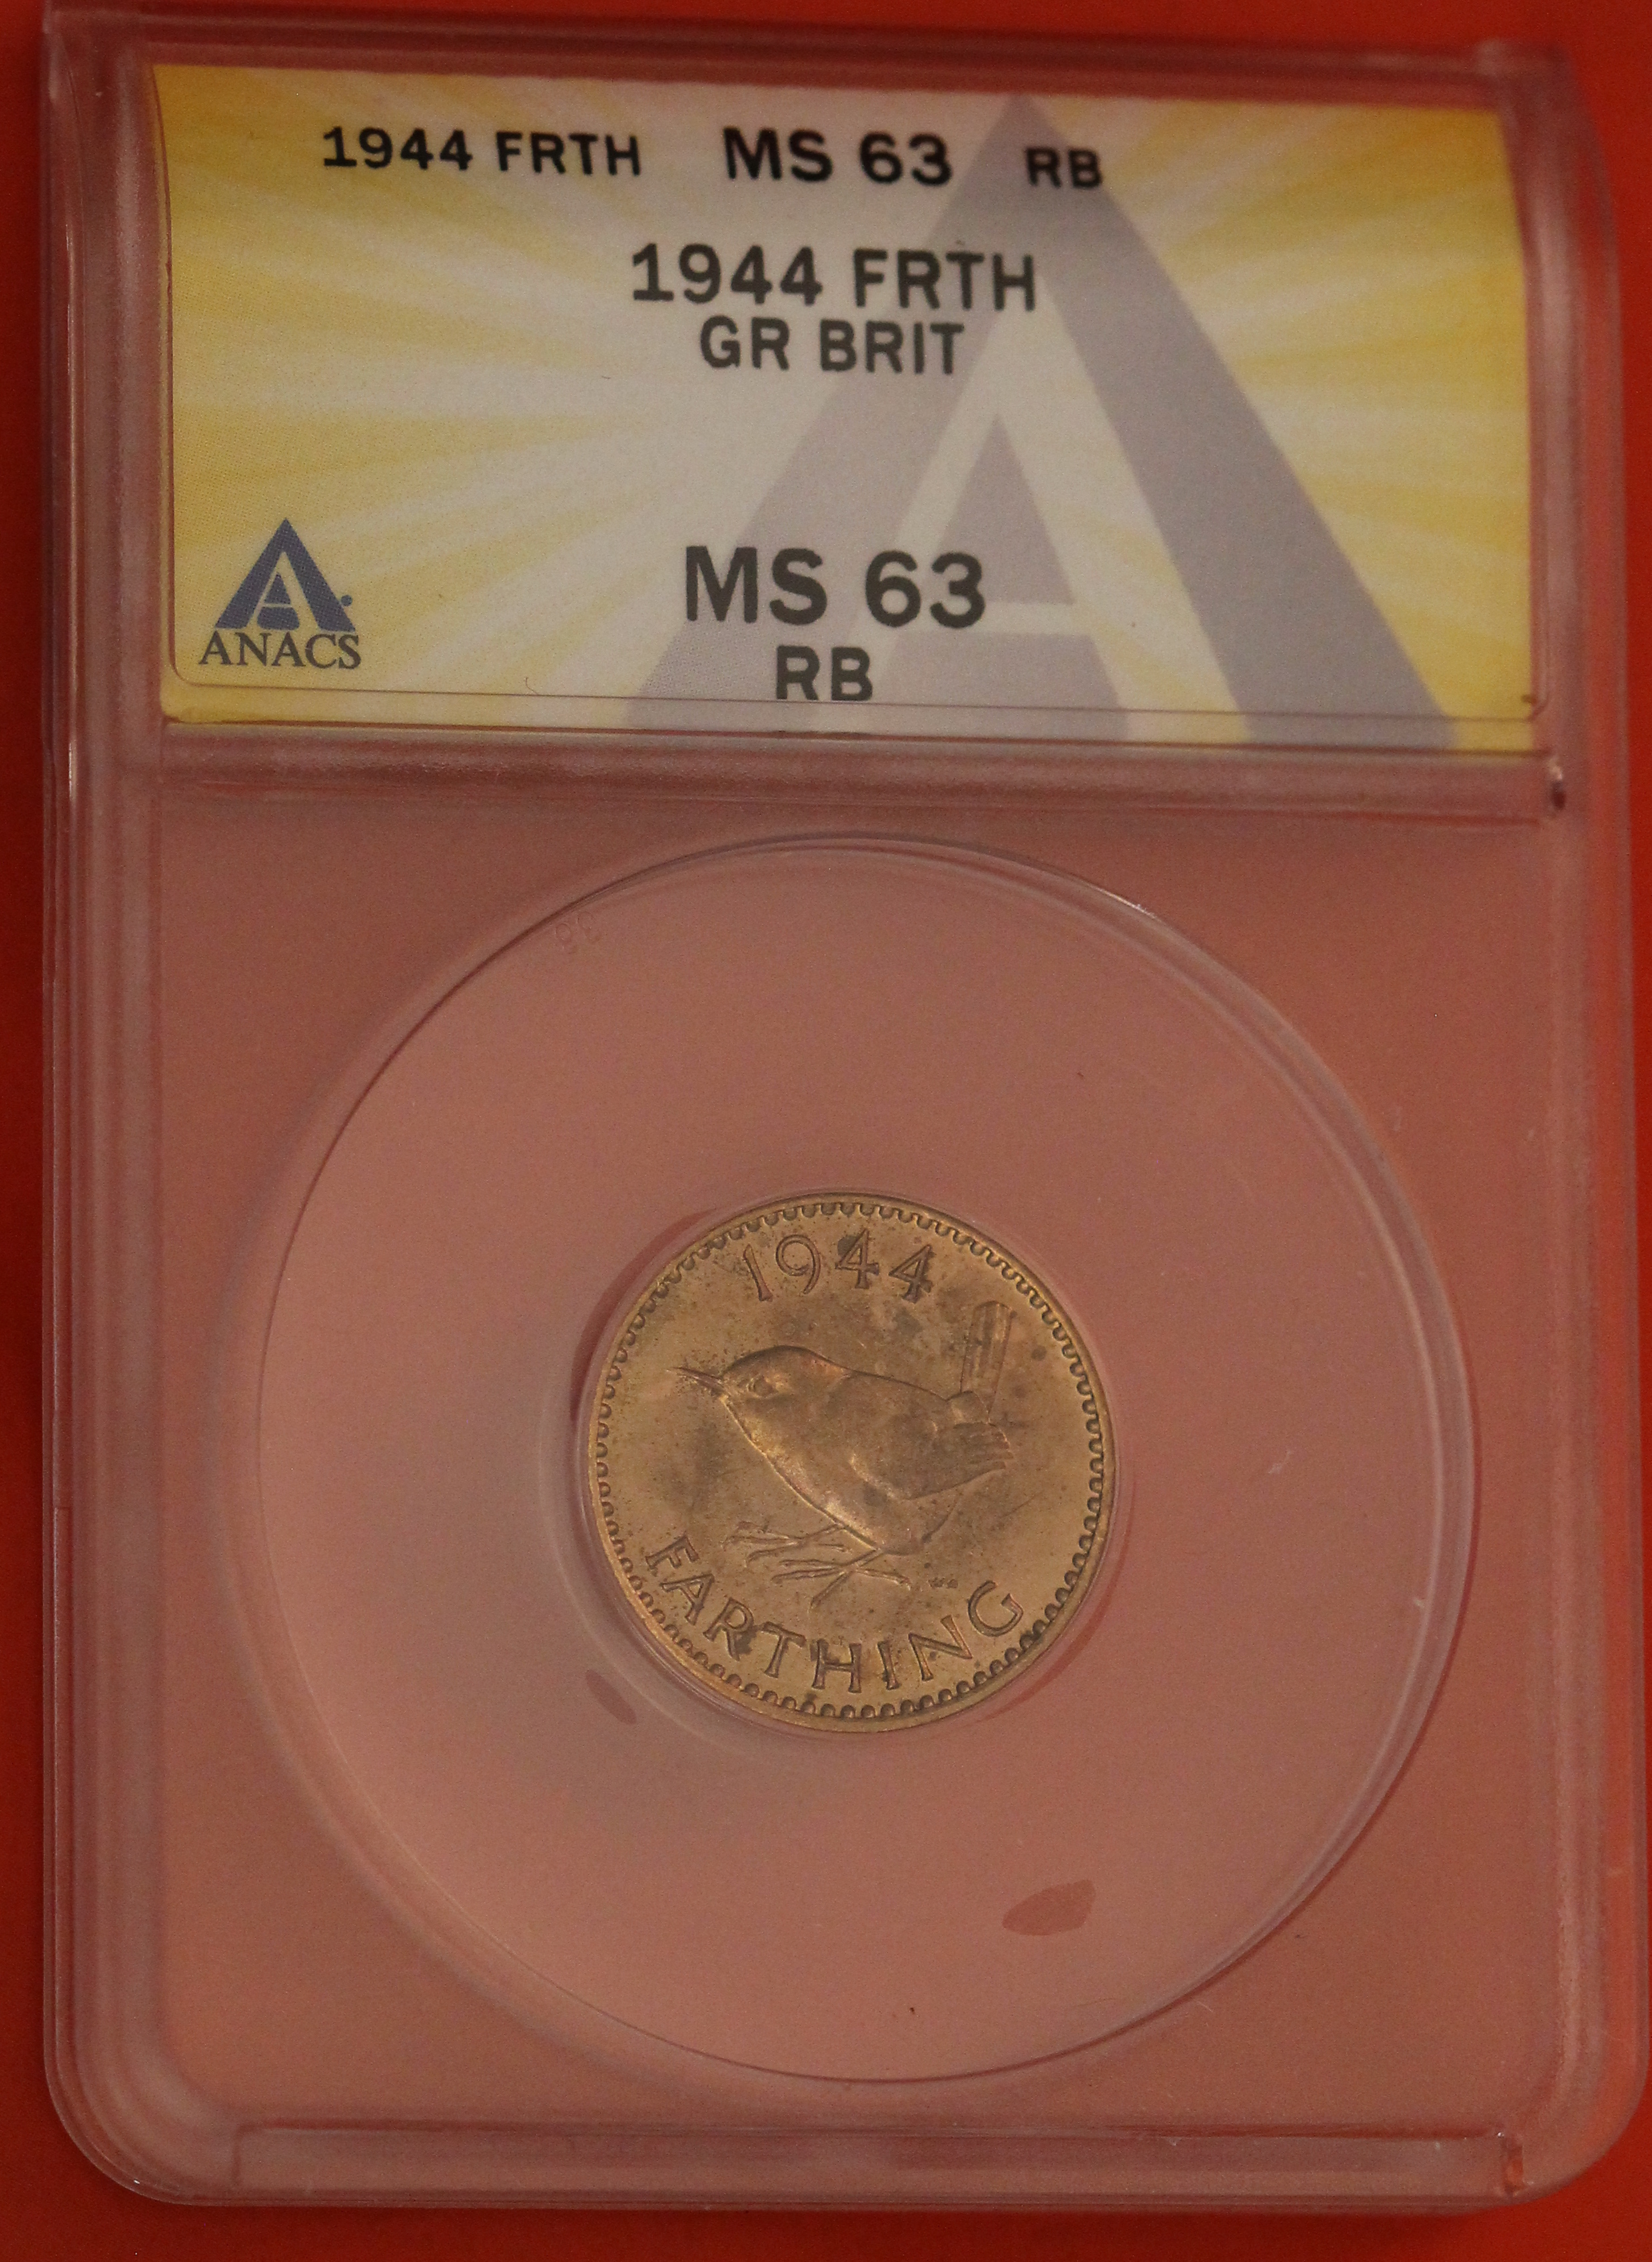 1944 FRTH MS 63 RB
1944 FRTH
GR BRIT
MS 63
RB
ANACS
1944
FARTHING